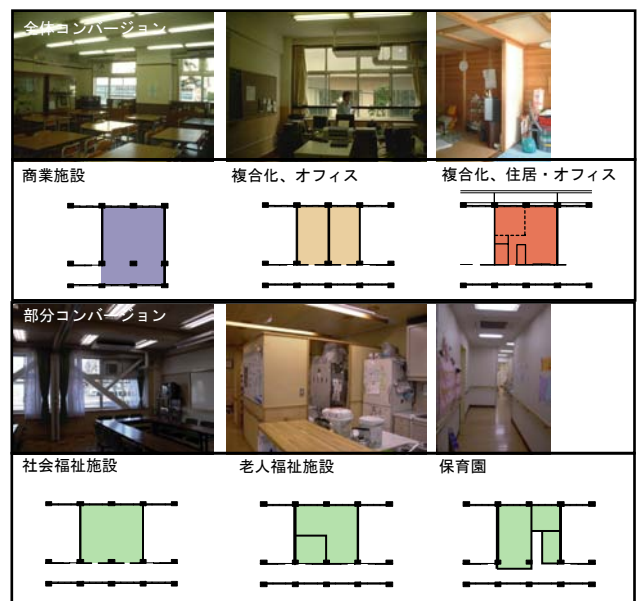 全体コンバージョン
商業施設
複合化、オフィス
複合化、住居・オフィス
部分コンバージョン
社会福祉施設
老人福祉施設
保育園